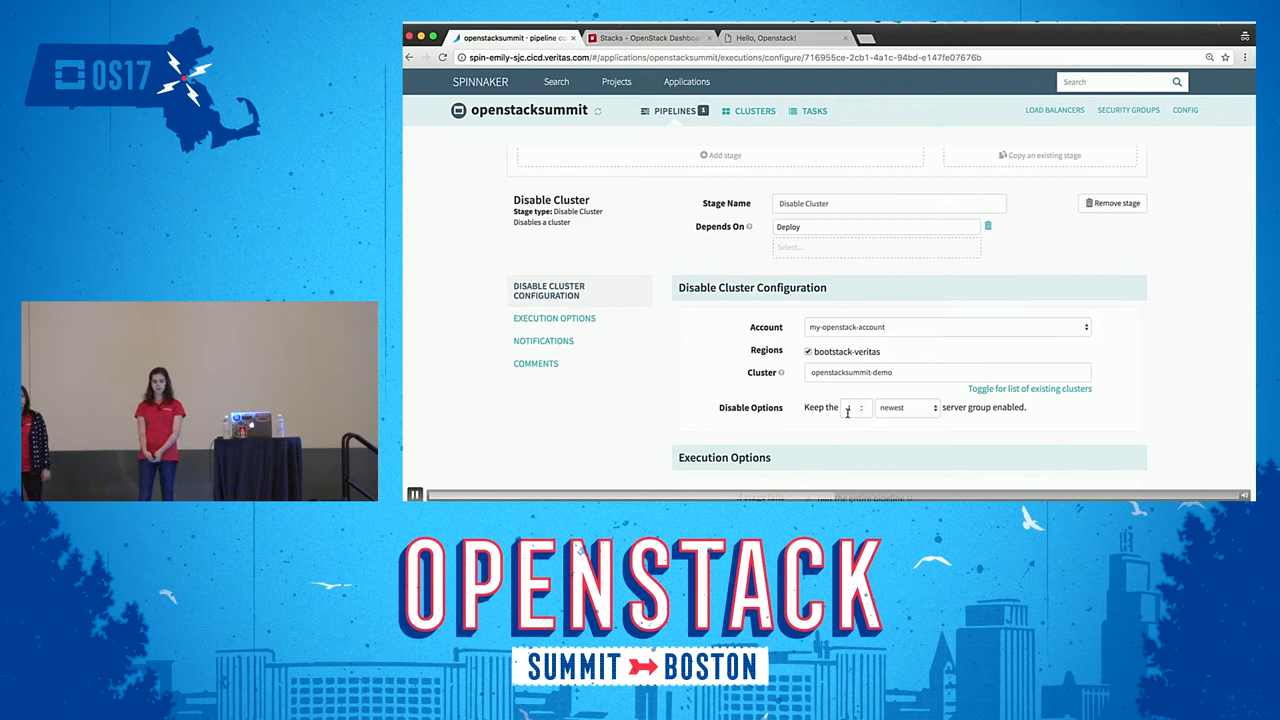 OS17
openstacksummit - pipeline co
Stacks - OpenStack Dashboa
Hello, Openstack!
spin-emily-sjc.cicd.veritas.com/#/applications/openstacksummit/executions/configure/716955ce-2cb1-4a1c-94bd-e147fe07676b
SPINNAKER Search Projects Applications Search
openstacksummit PIPELINES 1 CLUSTERS TASKS LOAD BALANCERS SECURITY GROUPS CONFIG
Add stage Copy an existing stage
Disable Cluster
Stage type: Disable Cluster
Disables a cluster
Stage Name Disable Cluster Remove stage
Depends On Deploy
Select...
DISABLE CLUSTER
CONFIGURATION
EXECUTION OPTIONS
NOTIFICATIONS
COMMENTS
Disable Cluster Configuration
Account my-openstack-account
Regions bootstack-veritas
Cluster openstacksummit-demo
Toggle for list of existing clusters
Disable Options Keep the 1 newest server group enabled.
Execution Options
If stage fails
OPENSTACK
SUMMIT BOSTON